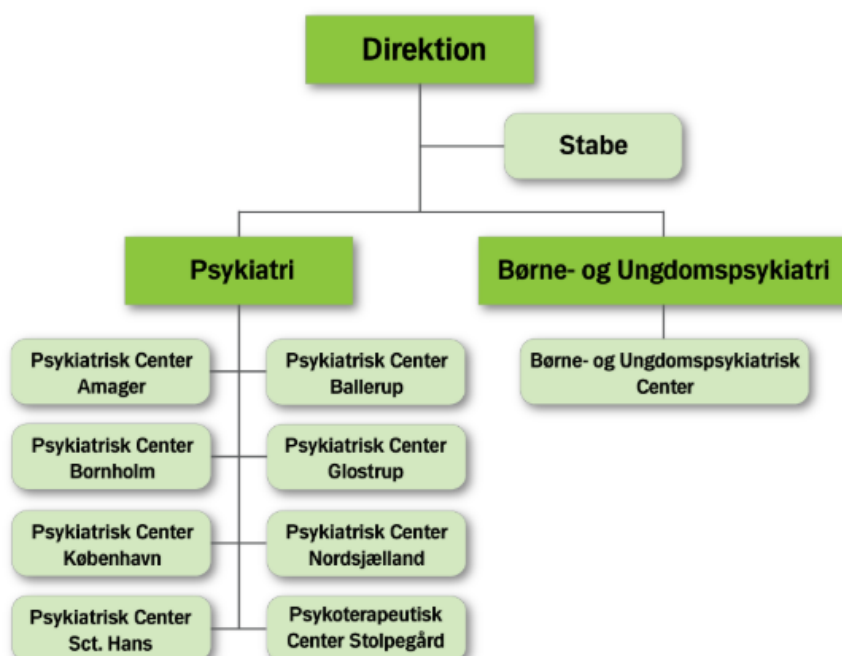 Direktion
Stabe
Psykiatri
Børne- og Ungdomspsykiatri
Psykiatrisk Center
Amager
Psykiatrisk Center
Ballerup
Børne- og Ungdomspsykiatrisk
Center
Psykiatrisk Center
Bornholm
Psykiatrisk Center
Glostrup
Psykiatrisk Center
København
Psykiatrisk Center
Nordsjælland
Psykiatrisk Center
Sct. Hans
Psykoterapeutisk
Center Stolpegård